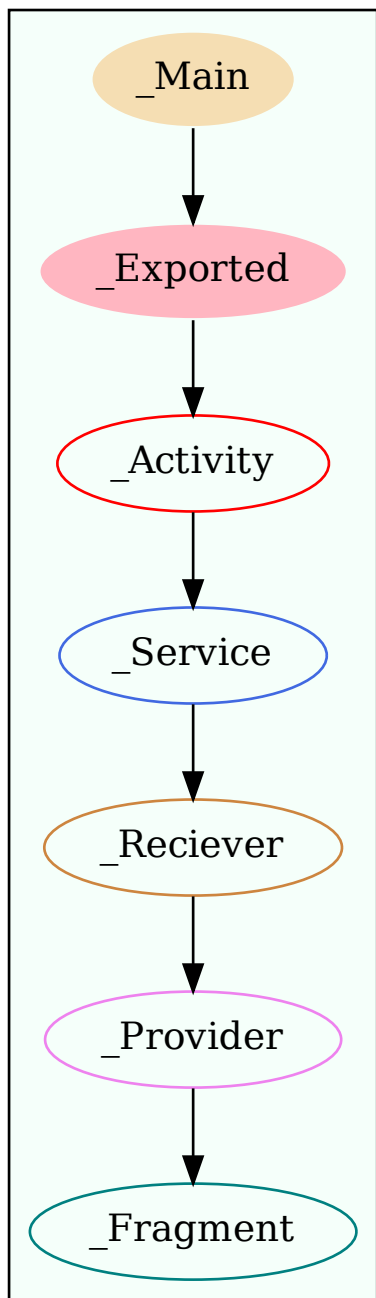 _Main
_Exported
_Activity
_Service
_Reciever
_Provider
_Fragment